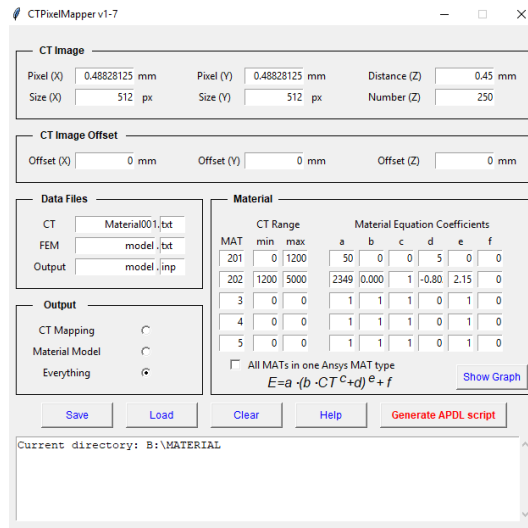 CTPixelMapper v1-7
CT Image
Pixel (X) 0.48828125 mm Pixel (Y) 0.48828125 mm Distance (Z) 0.45 mm
Size (X) 512 px Size (Y) 512 px Number (Z) 250
CT Image Offset
Offset (X) 0 mm Offset (Y) 0 mm Offset (Z) 0 mm
Data Files
CT Material001 . txt
FEM model . txt
Output model . inp
Output
CT Mapping
Material Model
Everything
Material
CT Range Material Equation Coefficients
MAT min max a b c d e f
201 0 1200 50 0 0 5 0 0
202 1200 5000 2349 0.000 1 -0.80 2.15 0
3 0 0 1 1 1 0 1 0
4 0 0 1 1 1 0 1 0
5 0 0 1 1 1 0 1 0
All MATs in one Ansys MAT type
E=a·(b·CT^c+d)^e+f
Show Graph
Save Load Clear Help Generate APDL script
Current directory: B:\MATERIAL